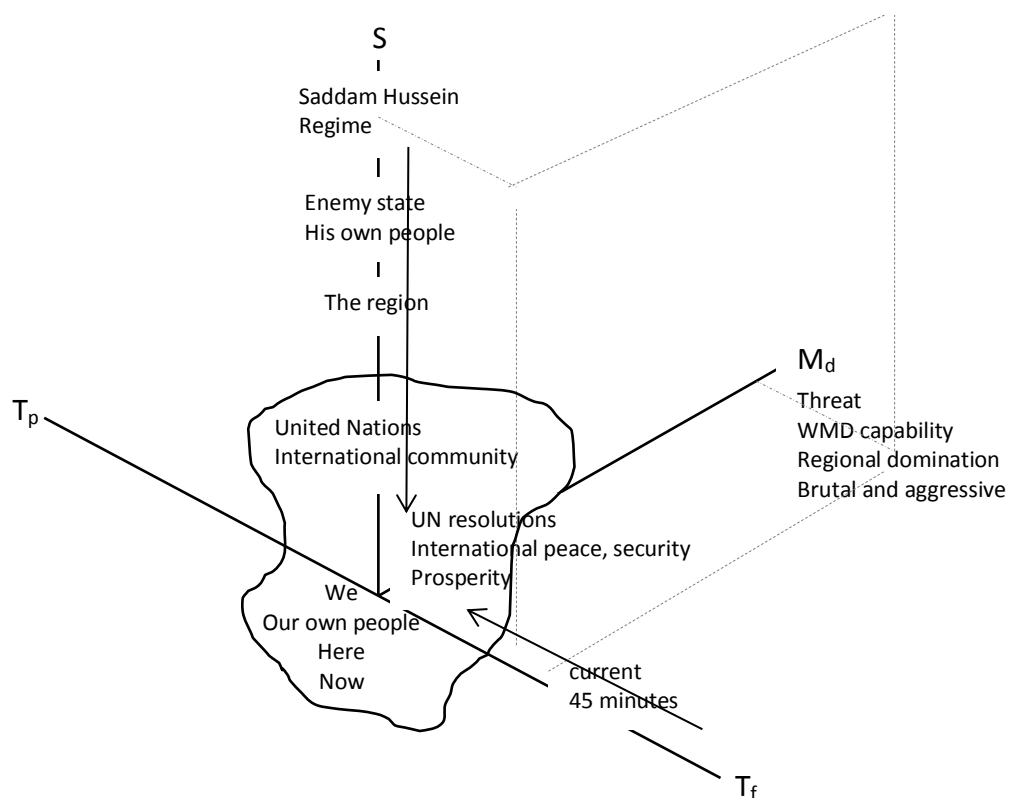 S
Saddam Hussein
Regime
Enemy state
His own people
The region
Md
Threat
WMD capability
Regional domination
Brutal and aggressive
Tp
United Nations
International community
UN resolutions
International peace, security
Prosperity
We
Our own people
Here
Now
current
45 minutes
Tf